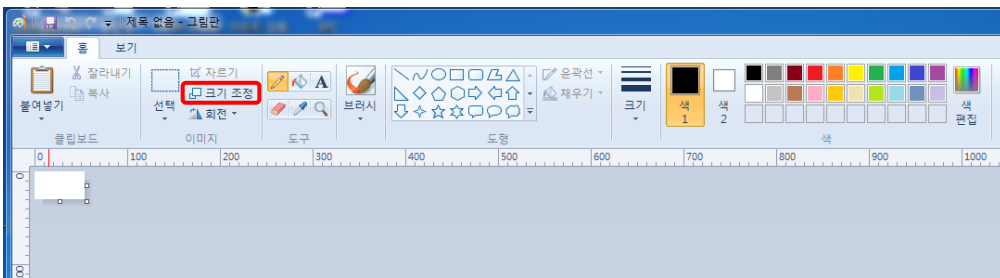 제목 없음 - 그림판
홈 보기
잘라내기
복사
붙여넣기
클립보드
선택
자르기
크기 조정
회전
이미지
A
도구
브러시
윤곽선
채우기
도형
크기
색 1
색 2
색
색 편집
0 100 200 300 400 500 600 700 800 900 1000
0